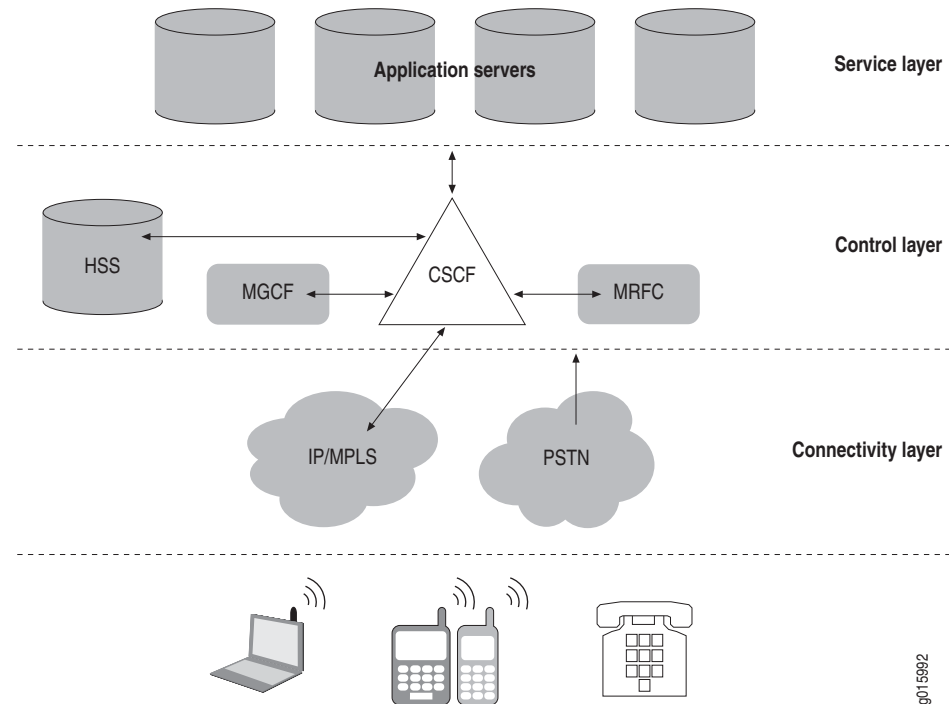 Application servers
Service layer
HSS
MGCF
CSCF
MRFC
Control layer
IP/MPLS
PSTN
Connectivity layer
g015992